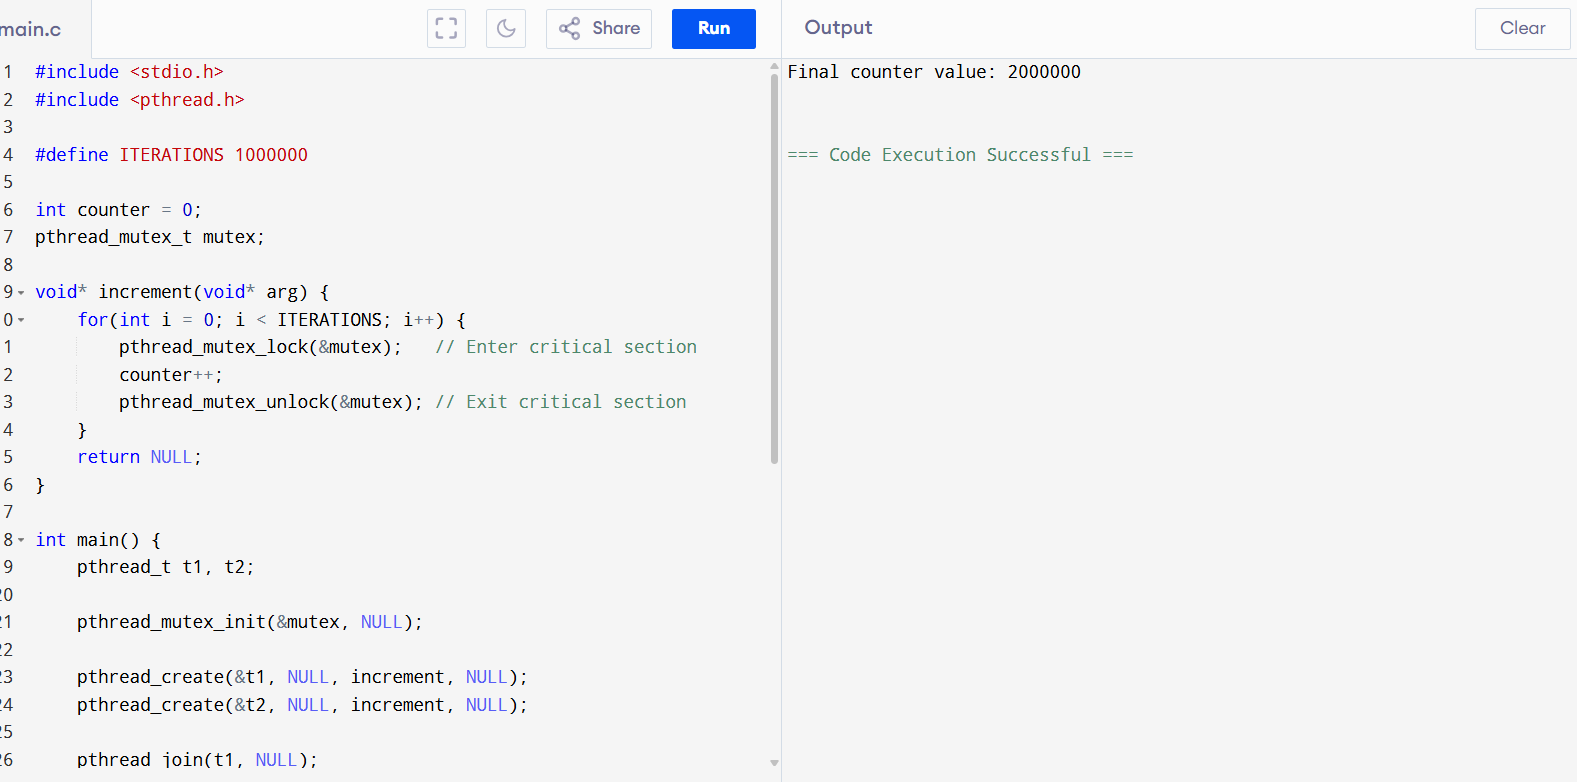 main.c
Share
Run
Output
Clear
1 #include <stdio.h>
2 #include <pthread.h>
3
4 #define ITERATIONS 1000000
5
6 int counter = 0;
7 pthread_mutex_t mutex;
8
9 void* increment(void* arg) {
0     for(int i = 0; i < ITERATIONS; i++) {
1         pthread_mutex_lock(&mutex);   // Enter critical section
2         counter++;
3         pthread_mutex_unlock(&mutex); // Exit critical section
4     }
5     return NULL;
6 }
7
8 int main() {
9     pthread_t t1, t2;
20
21     pthread_mutex_init(&mutex, NULL);
22
23     pthread_create(&t1, NULL, increment, NULL);
24     pthread_create(&t2, NULL, increment, NULL);
25
26     pthread_join(t1, NULL);
Final counter value: 2000000
=== Code Execution Successful ===